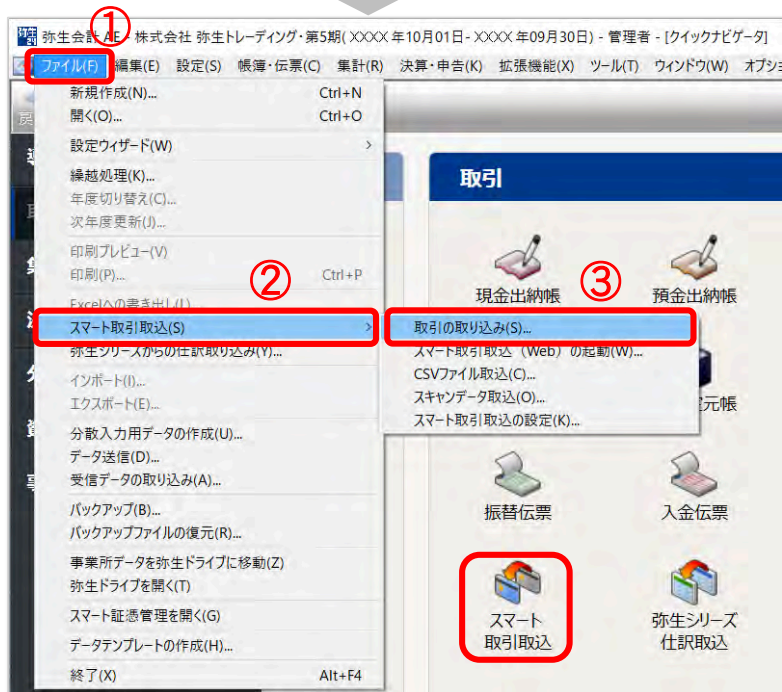 ①
弥生会計 AE - 株式会社 弥生トレーディング・第5期( XXXX 年10月01日- XXXX 年09月30日) - 管理者 - [クイックナビゲータ]
ファイル(F) 編集(E) 設定(S) 帳簿・伝票(C) 集計(R) 決算・申告(K) 拡張機能(X) ツール(T) ウィンドウ(W) オプショ
新規作成(N)... Ctrl+N
開く(O)... Ctrl+O
設定ウィザード(W)
繰越処理(K)...
年度切り替え(C)...
次年度更新(J)...
印刷プレビュー(V)
印刷(P)... Ctrl+P
②
Excelへの書き出し(L)...
スマート取引取込(S)
弥生シリーズからの仕訳取り込み(Y)...
インポート(I)...
エクスポート(E)...
分散入力用データの作成(U)...
データ送信(D)...
受信データの取り込み(A)...
バックアップ(B)...
バックアップファイルの復元(R)...
事業所データを弥生ドライブに移動(Z)
弥生ドライブを開く(T)
スマート証憑管理を開く(G)
データテンプレートの作成(H)...
終了(X) Alt+F4
③
取引の取り込み(S)...
スマート取引取込（Web）の起動(W)...
CSVファイル取込(C)...
スキャンデータ取込(O)...
スマート取引取込の設定(K)...
取引
現金出納帳
預金出納帳
元帳
振替伝票
入金伝票
スマート
取引取込
弥生シリーズ
仕訳取込